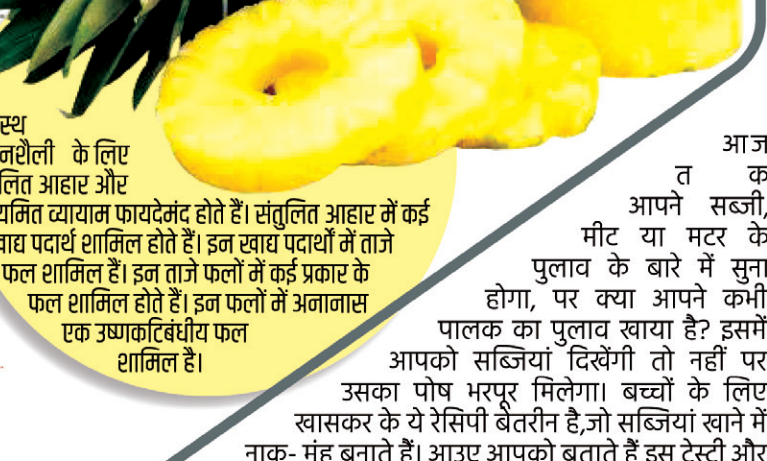 स्थ
नशैली के लिए
लित आहार और
यमित व्यायाम फायदेमंद होते हैं। संतुलित आहार में कई
खाद्य पदार्थ शामिल होते हैं। इन खाद्य पदार्थों में ताजे
फल शामिल हैं। इन ताजे फलों में कई प्रकार के
फल शामिल होते हैं। इन फलों में अनानास
एक उष्णकटिबंधीय फल
शामिल है।
आज
त क
आपने सब्जी,
मीट या मटर के
पुलाव के बारे में सुना
होगा, पर क्या आपने कभी
पालक का पुलाव खाया है? इसमें
आपको सब्जियां दिखेंगी तो नहीं पर
उसका पोष भरपूर मिलेगा। बच्चों के लिए
खासकर के ये रेसिपी बेतरीन है,जो सब्जियां खाने में
नाक- मुंह बनाते हैं। आउए आपको बताते हैं इस टेस्टी और